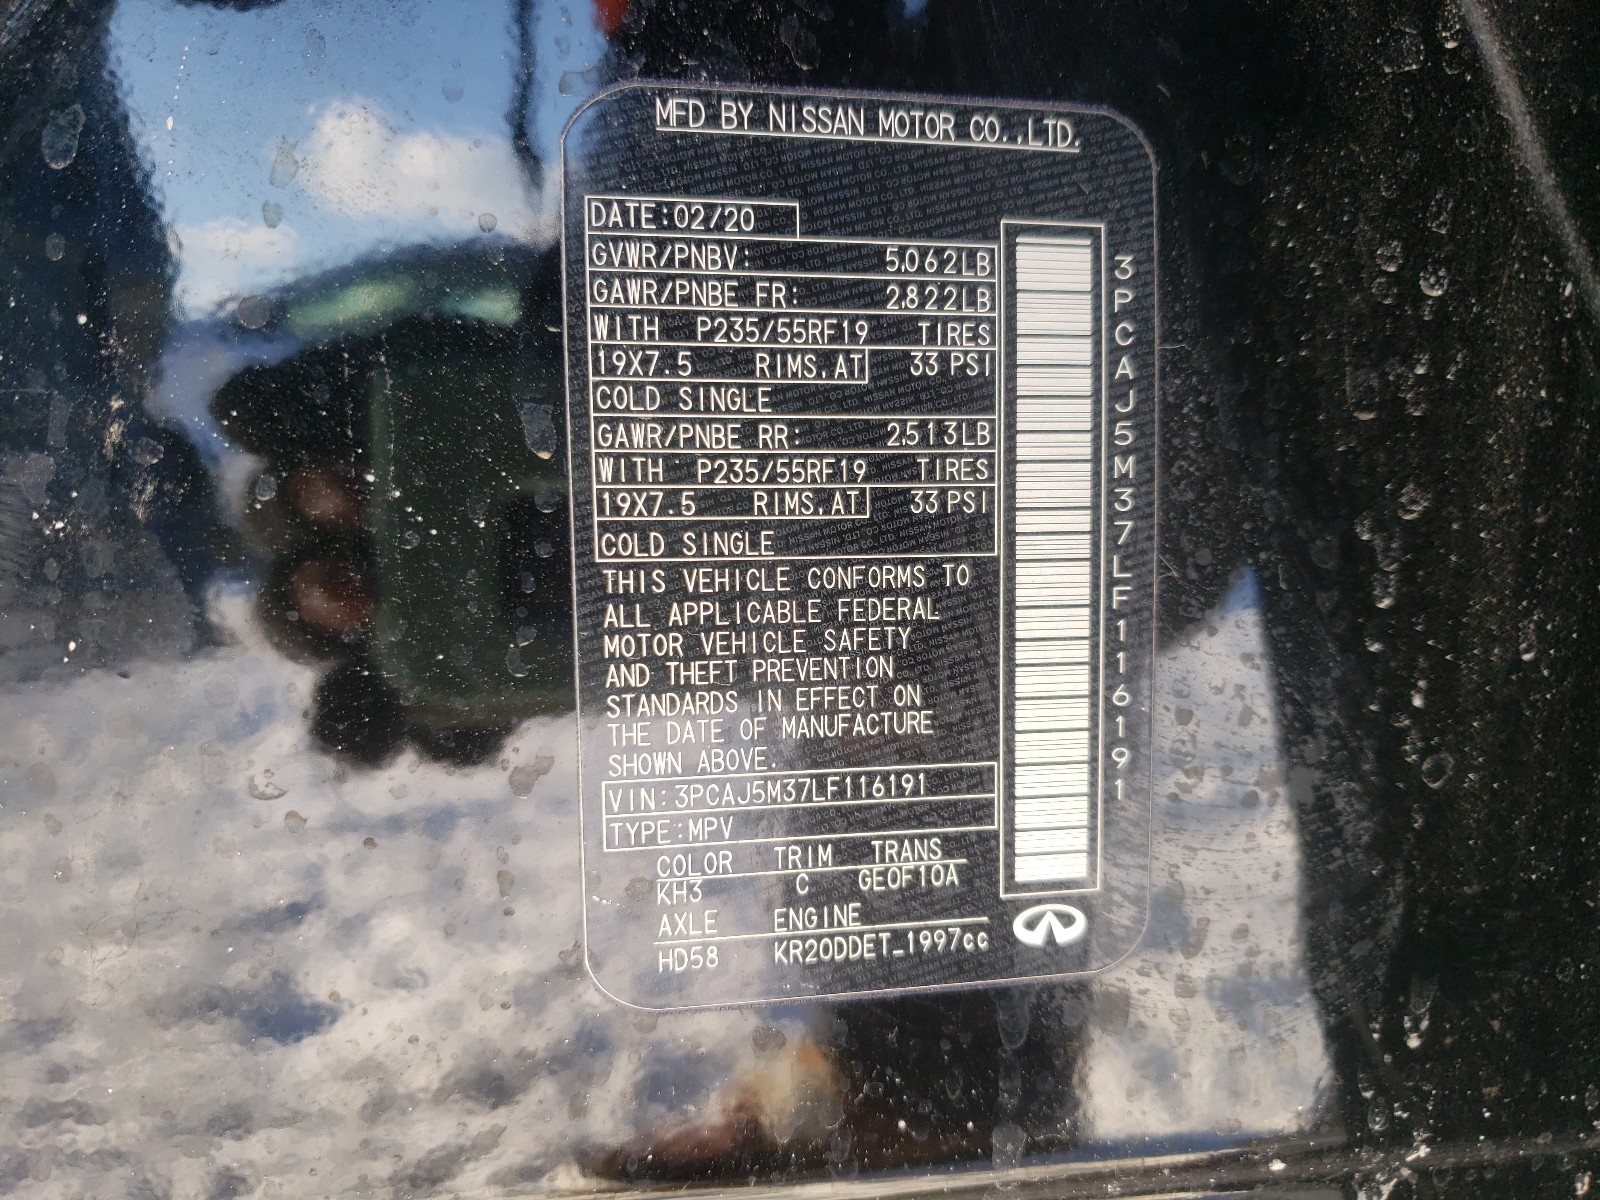 MFD BY NISSAN MOTOR CO.,LTD.
DATE:02/20
GVWR/PNBV: 5,062LB
GAWR/PNBE FR: 2,822LB
WITH P235/55RF19 TIRES
19X7.5 RIMS,AT 33 PSI
COLD SINGLE
GAWR/PNBE RR: 2,513LB
WITH P235/55RF19 TIRES
19X7.5 RIMS,AT 33 PSI
COLD SINGLE
THIS VEHICLE CONFORMS TO
ALL APPLICABLE FEDERAL
MOTOR VEHICLE SAFETY
AND THEFT PREVENTION
STANDARDS IN EFFECT ON
THE DATE OF MANUFACTURE
SHOWN ABOVE.
VIN:3PCAJ5M37LF116191
TYPE:MPV
COLOR TRIM TRANS
KH3 C GE0F10A
AXLE ENGINE
HD58 KR20DDET_1997cc
3PCAJ5M37LF116191